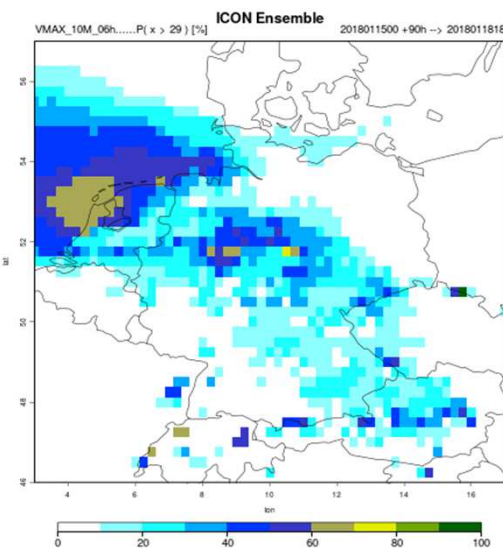 ICON Ensemble
VMAX_10M_06h......P( x > 29 ) [%]
2018011500 +90h --> 2018011818
56
54
52
50
48
46
lat
4 6 8 10 12 14 16
lon
0 20 40 60 80 100